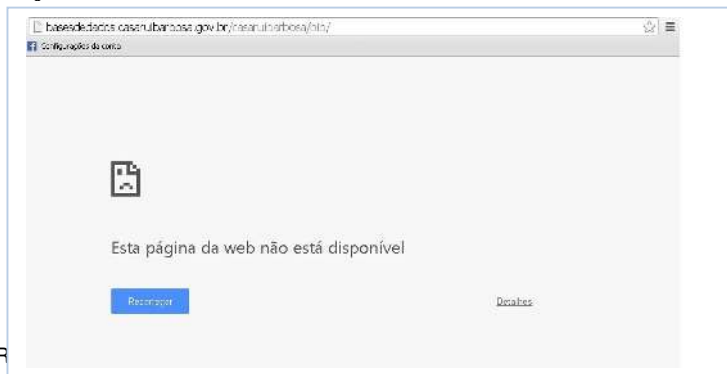 basesdedados.casaruibarbosa.gov.br/casaruibarbosa/bib/
Configurações da conta
Esta página da web não está disponível
Recarregar
Detalhes
R